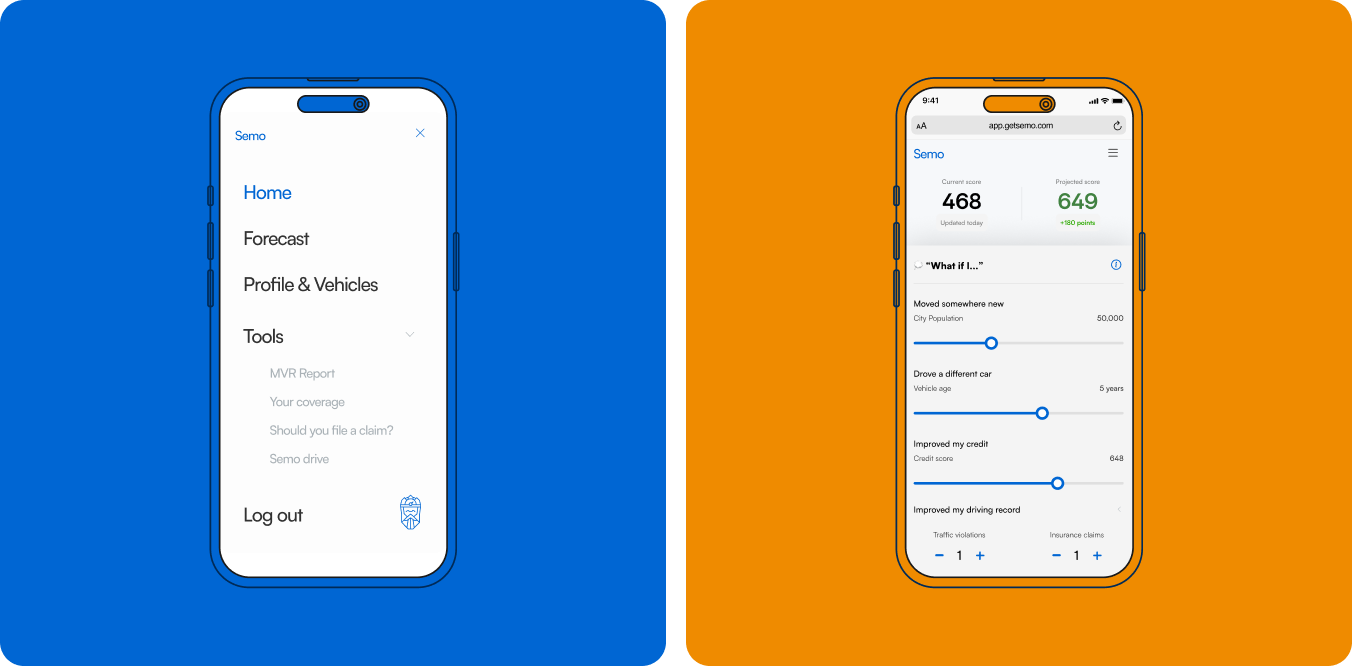 Semo
Home
Forecast
Profile & Vehicles
Tools
MVR Report
Your coverage
Should you file a claim?
Semo drive
Log out
9:41
AA app.getsemo.com
Semo
Current score Projected score
468 649
Updated today +180 points
“What if I...”
Moved somewhere new
City Population 50,000
Drove a different car
Vehicle age 5 years
Improved my credit
Credit score 648
Improved my driving record
Traffic violations Insurance claims
− 1 + − 1 +